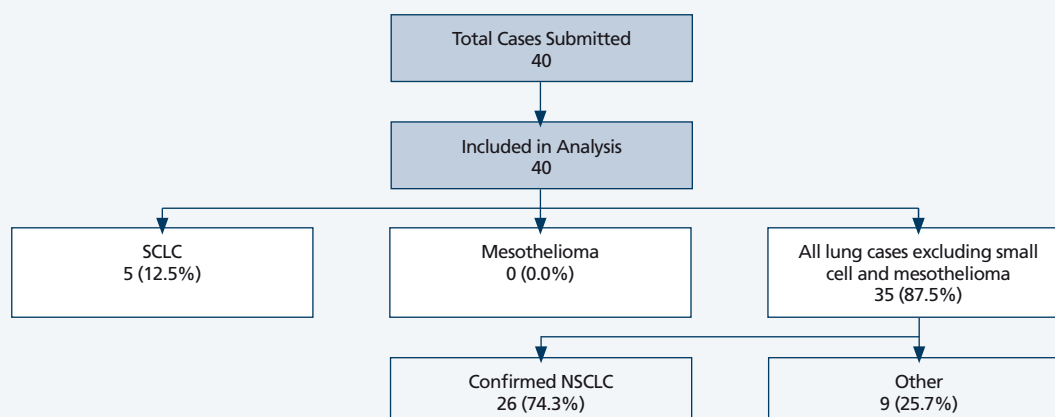 Total Cases Submitted
40
Included in Analysis
40
SCLC
5 (12.5%)
Mesothelioma
0 (0.0%)
All lung cases excluding small
cell and mesothelioma
35 (87.5%)
Confirmed NSCLC
26 (74.3%)
Other
9 (25.7%)